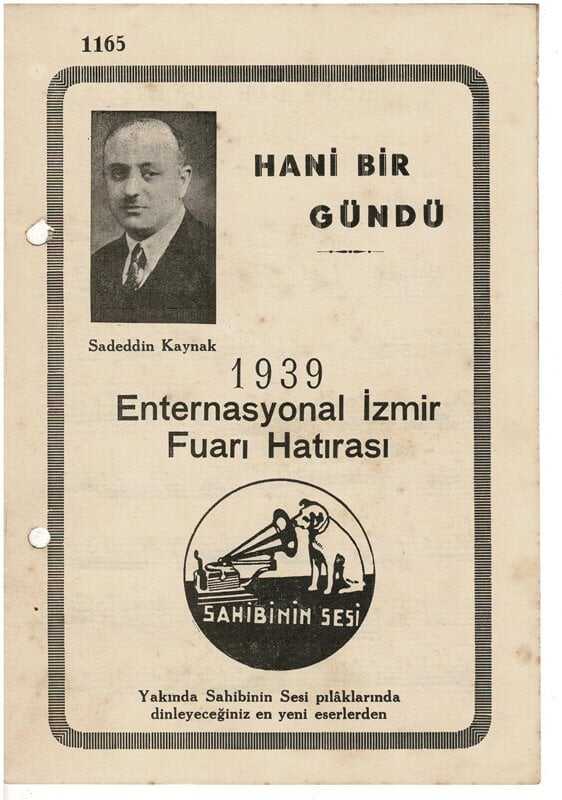 1165
HANİ BİR
GÜNDÜ
Sadeddin Kaynak
1939
Enternasyonal İzmir
Fuarı Hatırası
SAHİBİNİN SESİ
Yakında Sahibinin Sesi pılâklarında
dinleyeceğiniz en yeni eserlerden